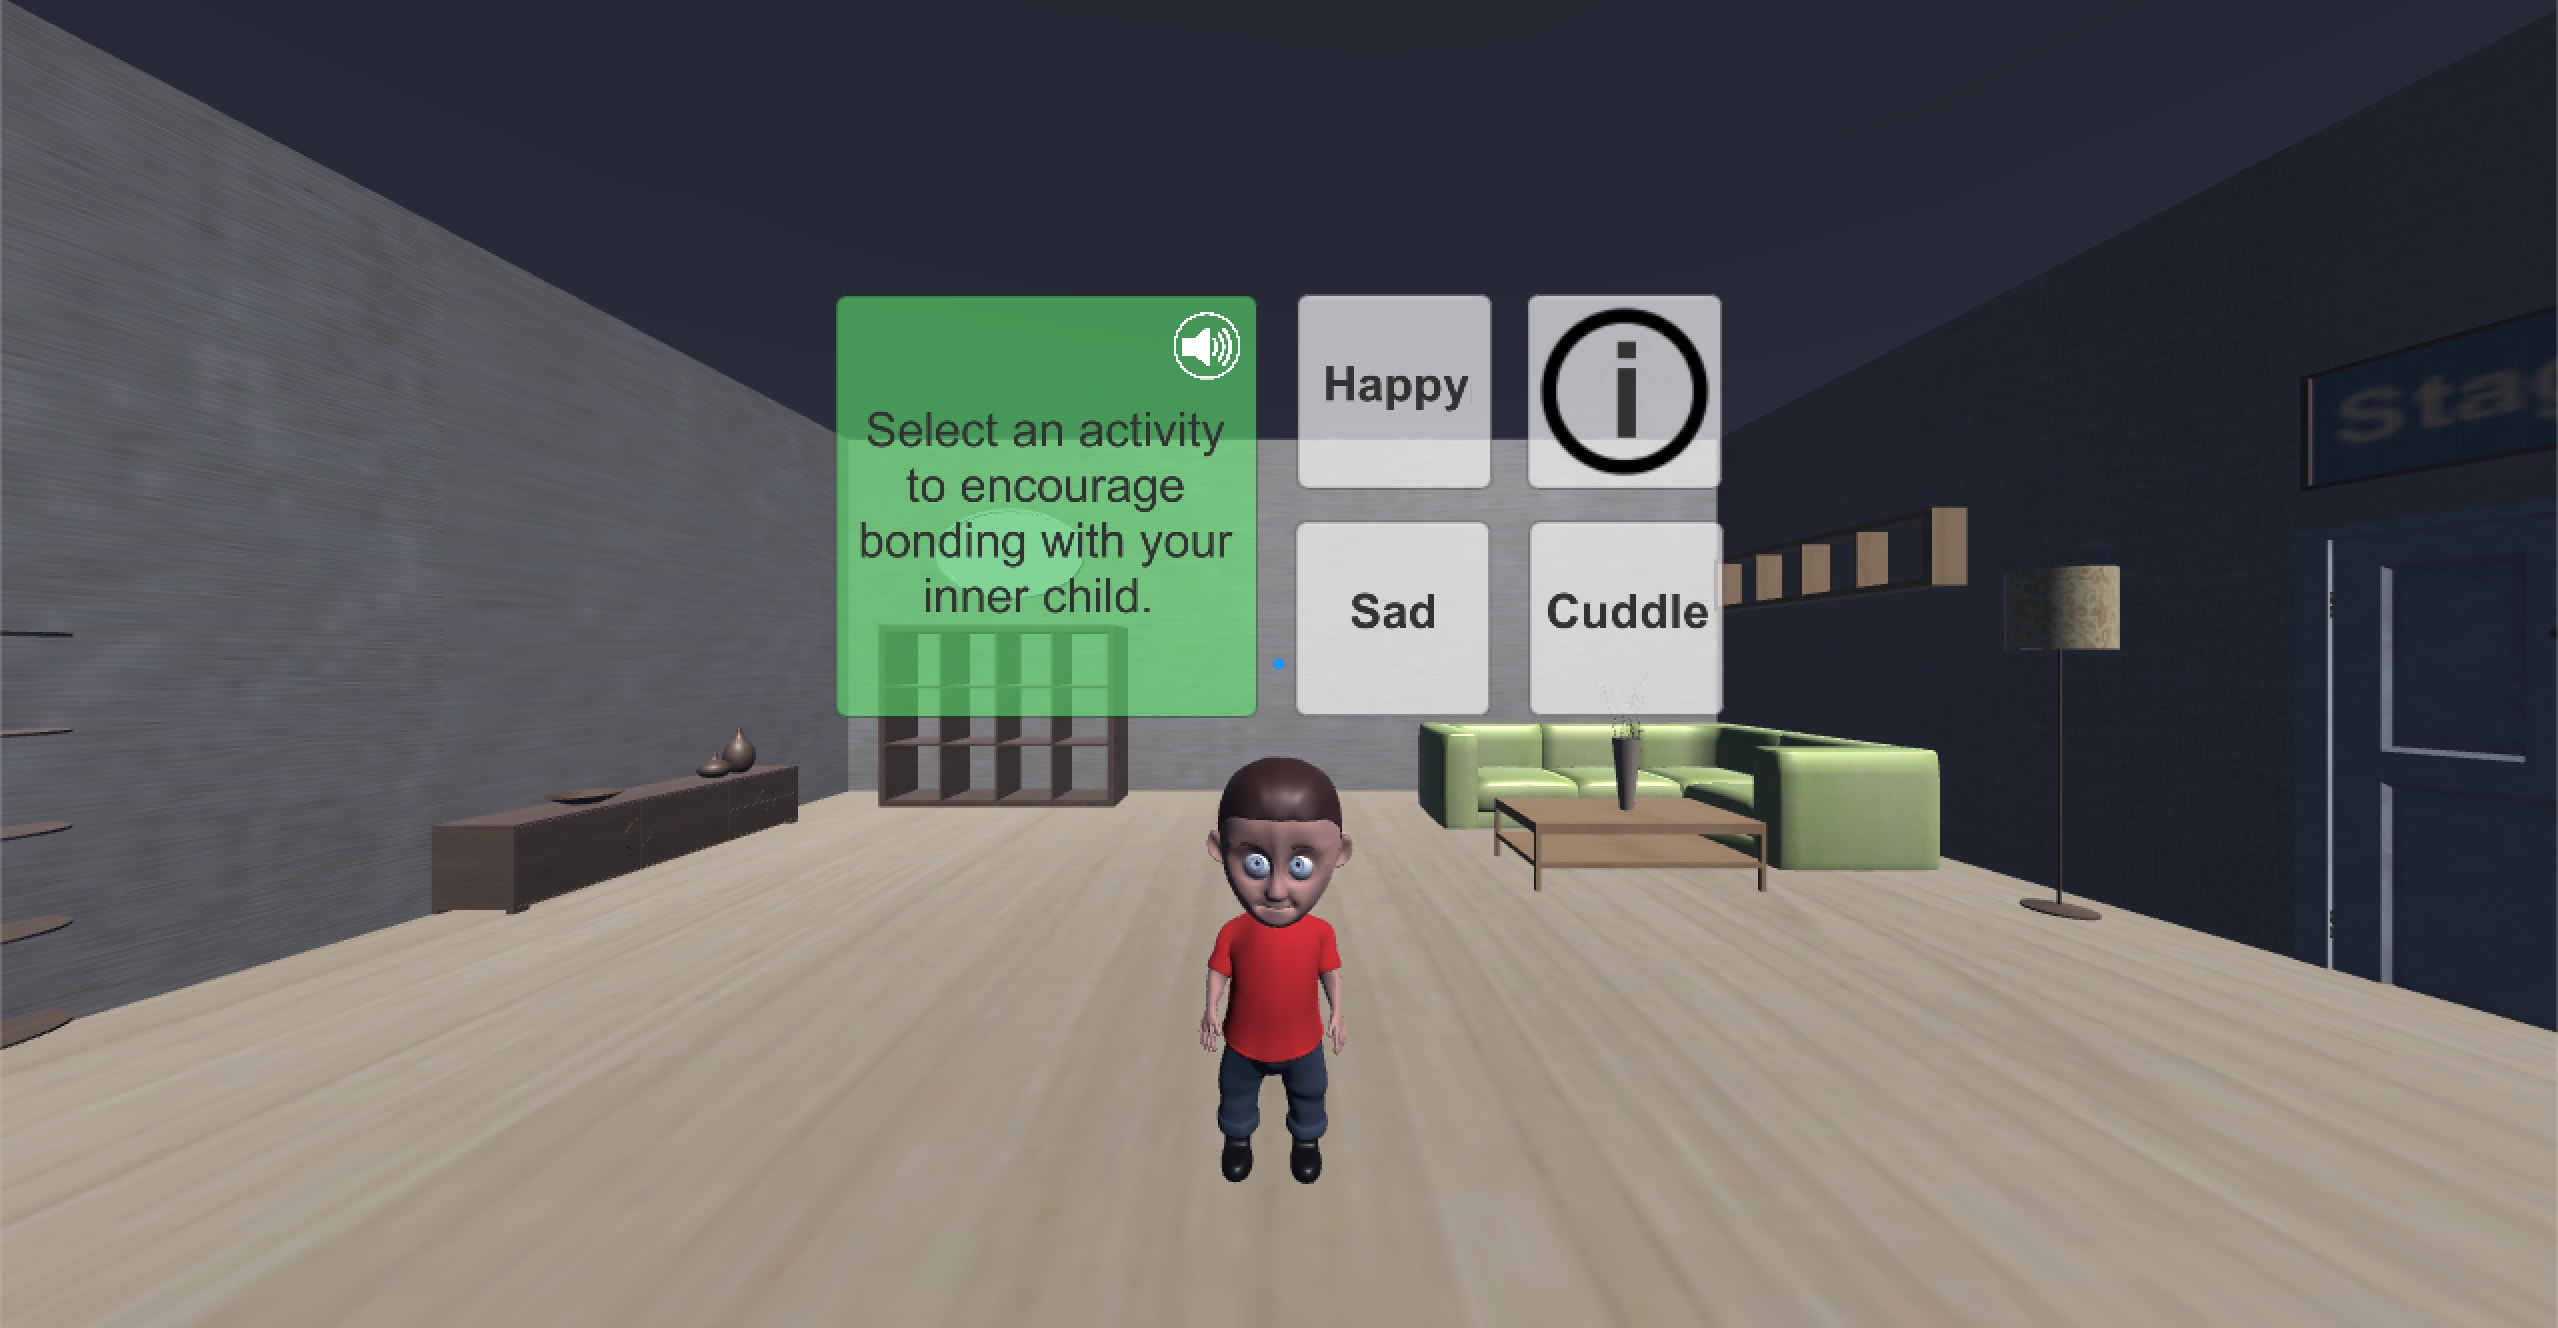 Select an activity
to encourage
bonding with your
inner child.
Happy
i
Sad
Cuddle